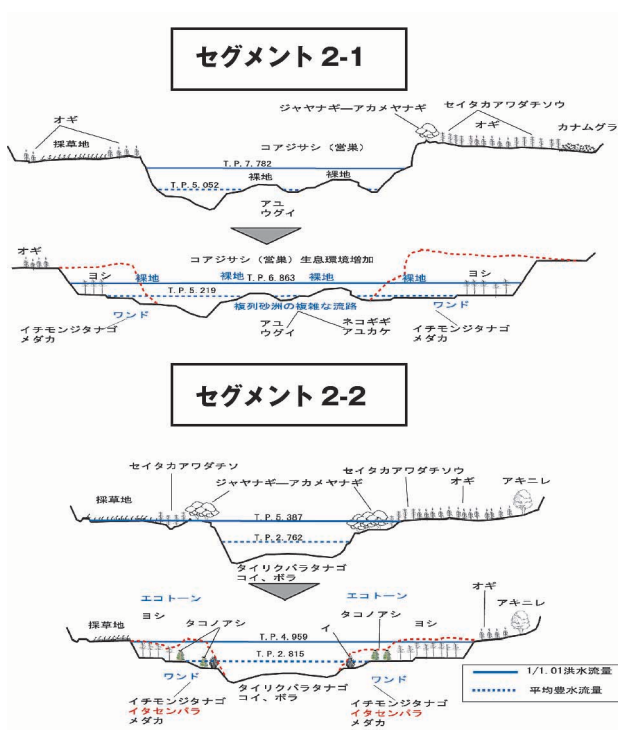 セグメント2-1
ジャヤナギーアカメヤナギ
セイタカアワダチソウ
オギ
オギ
カナムグラ
採草地
コアジサシ（営巣）
T.P.7.782
裸地
裸地
T.P.5.052
アユ
ウグイ
オギ
コアジサシ（営巣）生息環境増加
ヨシ
裸地
裸地
T.P.6.863
裸地
裸地
ヨシ
T.P.5.219
ワンド
複列砂洲の複雑な流路
ワンド
イチモンジタナゴ
メダカ
アユ
ウグイ
ネコギギ
アユカケ
イチモンジタナゴ
メダカ
セグメント2-2
セイタカアワダチソ
ジャヤナギーアカメヤナギ
セイタカアワダチソウ
オギ
アキニレ
採草地
T.P.5.387
T.P.2.762
タイリクバラタナゴ
コイ、ボラ
エコトーン
エコトーン
オギ
ヨシ
タコノアシ
イ
タコノアシ
ヨシ
アキニレ
採草地
T.P.4.959
T.P.2.815
ワンド
ワンド
タイリクバラタナゴ
コイ、ボラ
イチモンジタナゴ
イタセンパラ
メダカ
イチモンジタナゴ
イタセンパラ
メダカ
1/1.01洪水流量
平均豊水流量